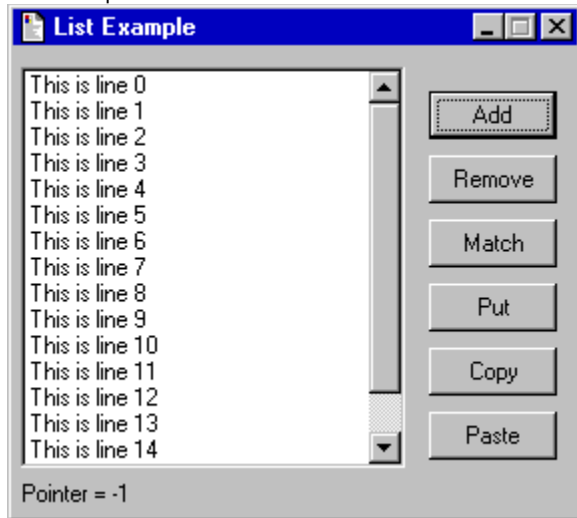 List Example
This is line 0
This is line 1
This is line 2
This is line 3
This is line 4
This is line 5
This is line 6
This is line 7
This is line 8
This is line 9
This is line 10
This is line 11
This is line 12
This is line 13
This is line 14
Add
Remove
Match
Put
Copy
Paste
Pointer = -1